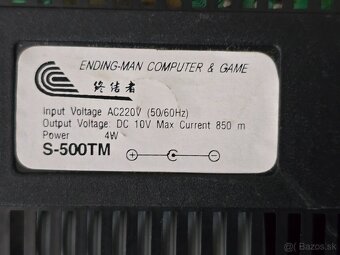 ENDING-MAN COMPUTER & GAME
终结者
Input Voltage AC220V (50/60Hz)
Output Voltage: DC 10V Max Current 850 m
Power 4W
S-500TM
bazos.sk